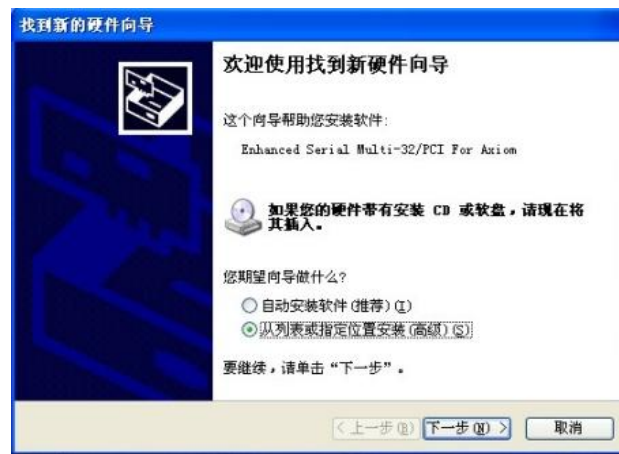 找到新的硬件向导
欢迎使用找到新硬件向导
这个向导帮助您安装软件:
Enhanced Serial Multi-32/PCI For Axiom
如果您的硬件带有安装 CD 或软盘，请现在将
其插入。
您期望向导做什么?
自动安装软件(推荐)(I)
从列表或指定位置安装(高级)(S)
要继续，请单击“下一步”。
<上一步(B) 下一步(N)> 取消